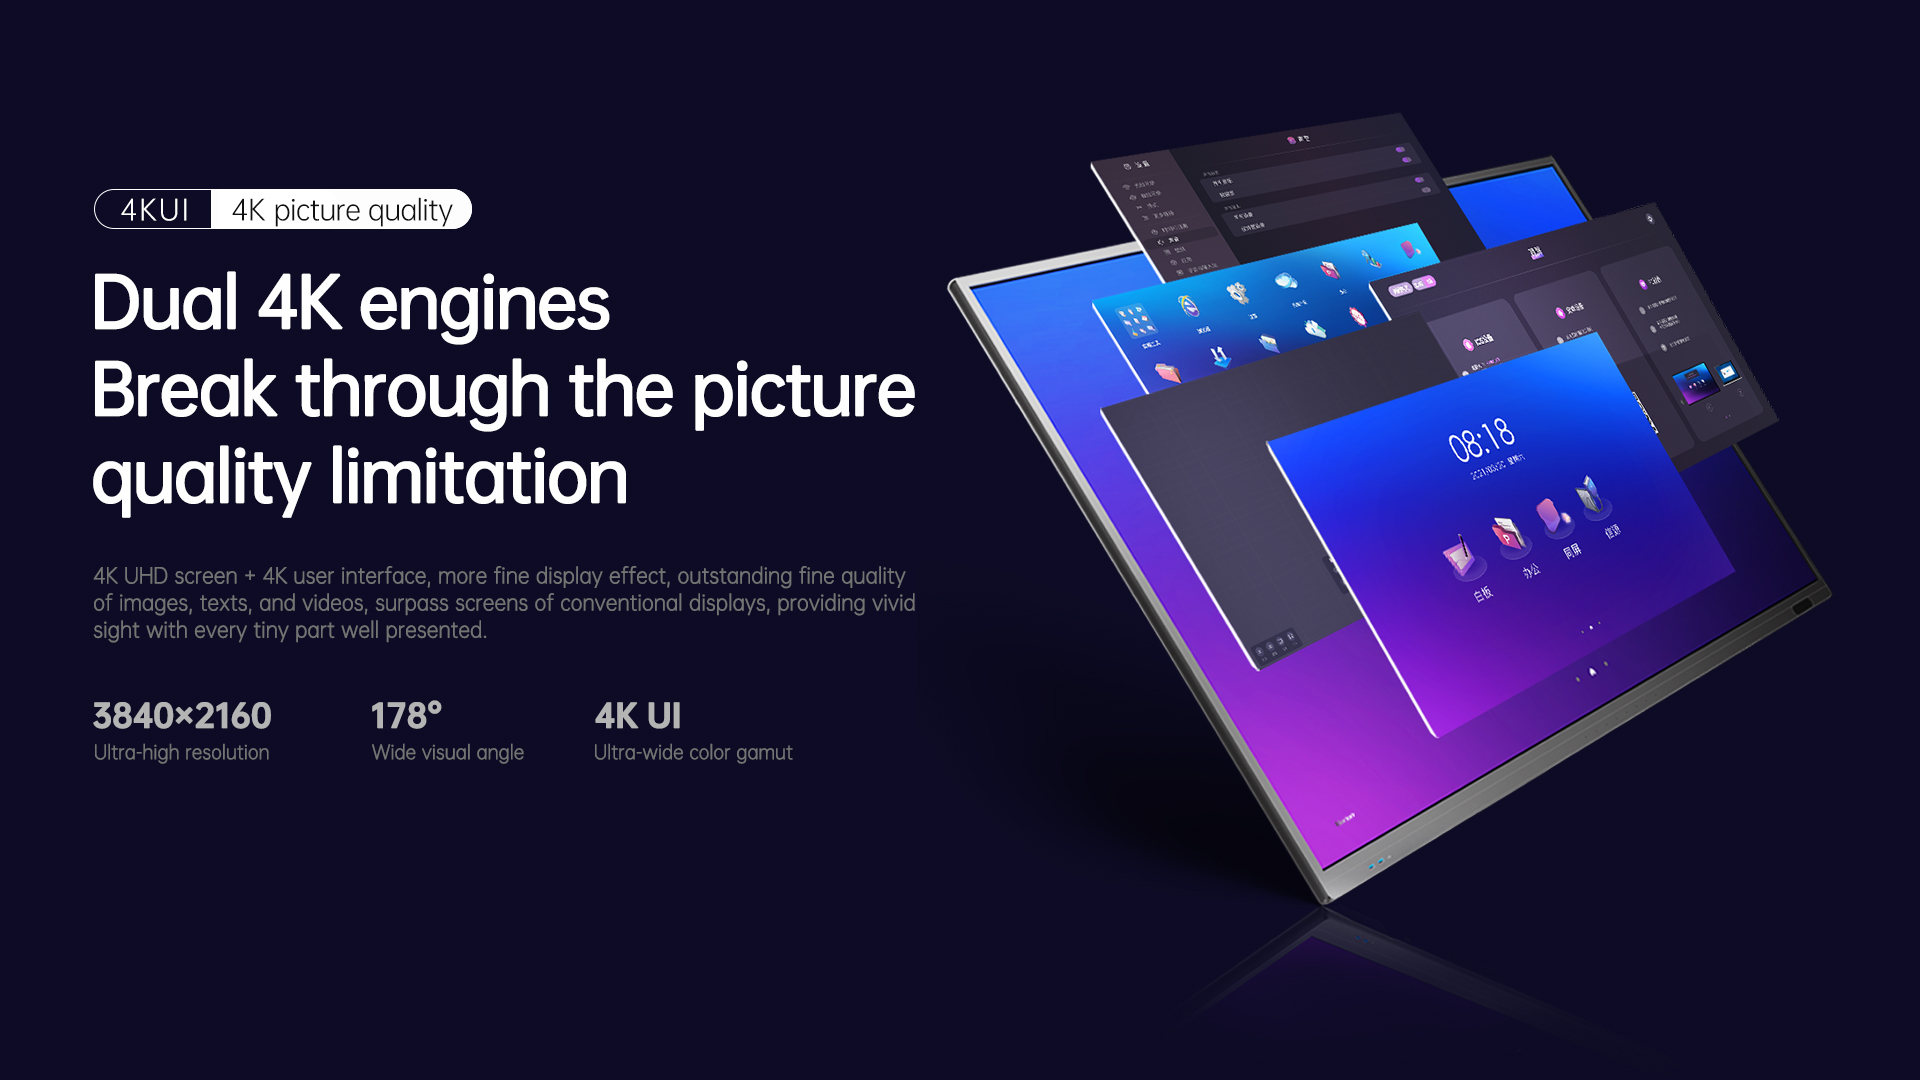 4KUI 4K picture quality
Dual 4K engines
Break through the picture
quality limitation
4K UHD screen + 4K user interface, more fine display effect, outstanding fine quality
of images, texts, and videos, surpass screens of conventional displays, providing vivid
sight with every tiny part well presented.
3840×2160 178° 4K UI
Ultra-high resolution Wide visual angle Ultra-wide color gamut
08:18
白板 办公 同屏 信源